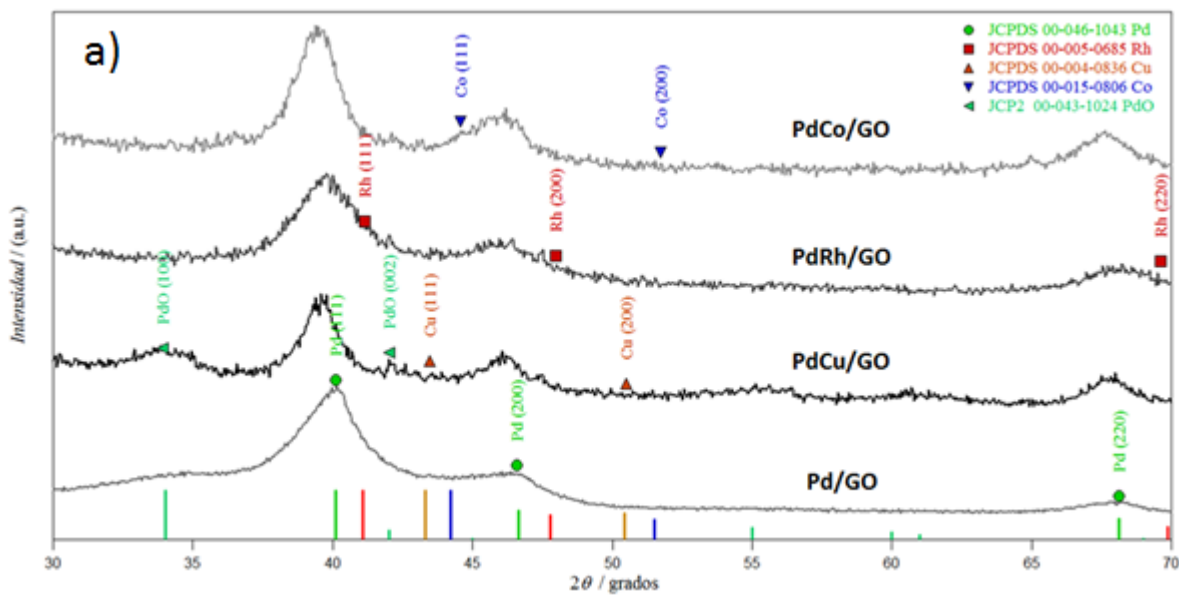 a)
JCPDS 00-046-1043 Pd
JCPDS 00-005-0685 Rh
JCPDS 00-004-0836 Cu
JCPDS 00-015-0806 Co
JCP2 00-043-1024 PdO
Co (111)
Co (200)
PdCo/GO
Rh (111)
Rh (200)
Rh (220)
PdRh/GO
PdO (100)
Pd (111)
PdO (002)
Cu (111)
Cu (200)
PdCu/GO
Pd (200)
Pd (220)
Pd/GO
Intensidad / (a.u.)
30 35 40 45 50 55 60 65 70
2θ / grados